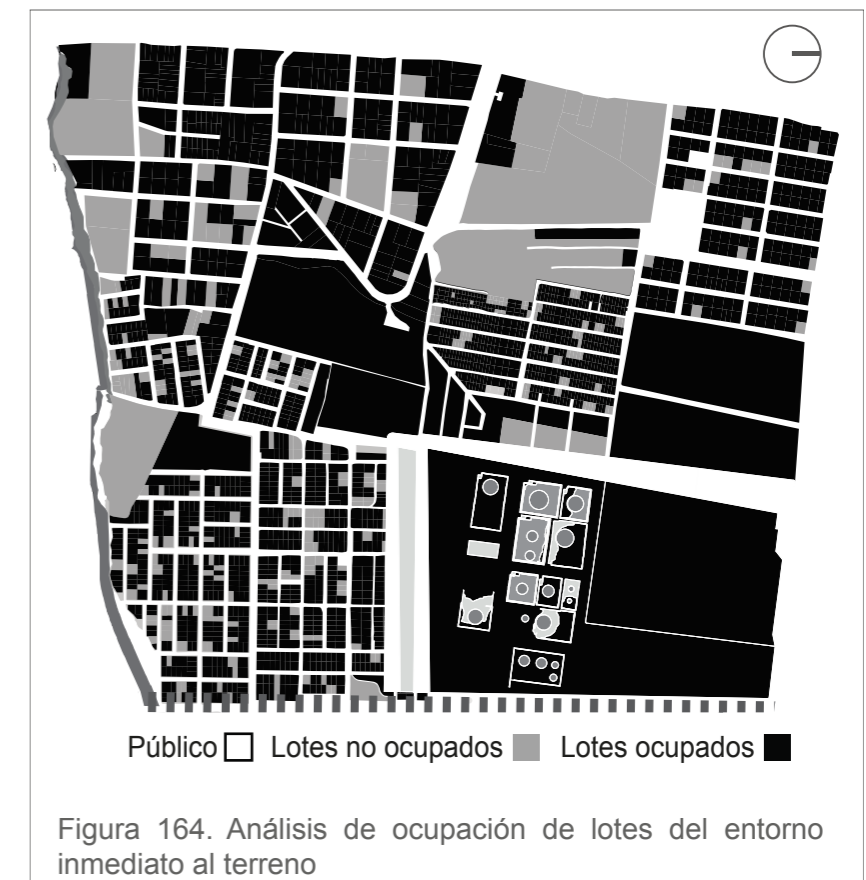 Público Lotes no ocupados Lotes ocupados
Figura 164. Análisis de ocupación de lotes del entorno
inmediato al terreno